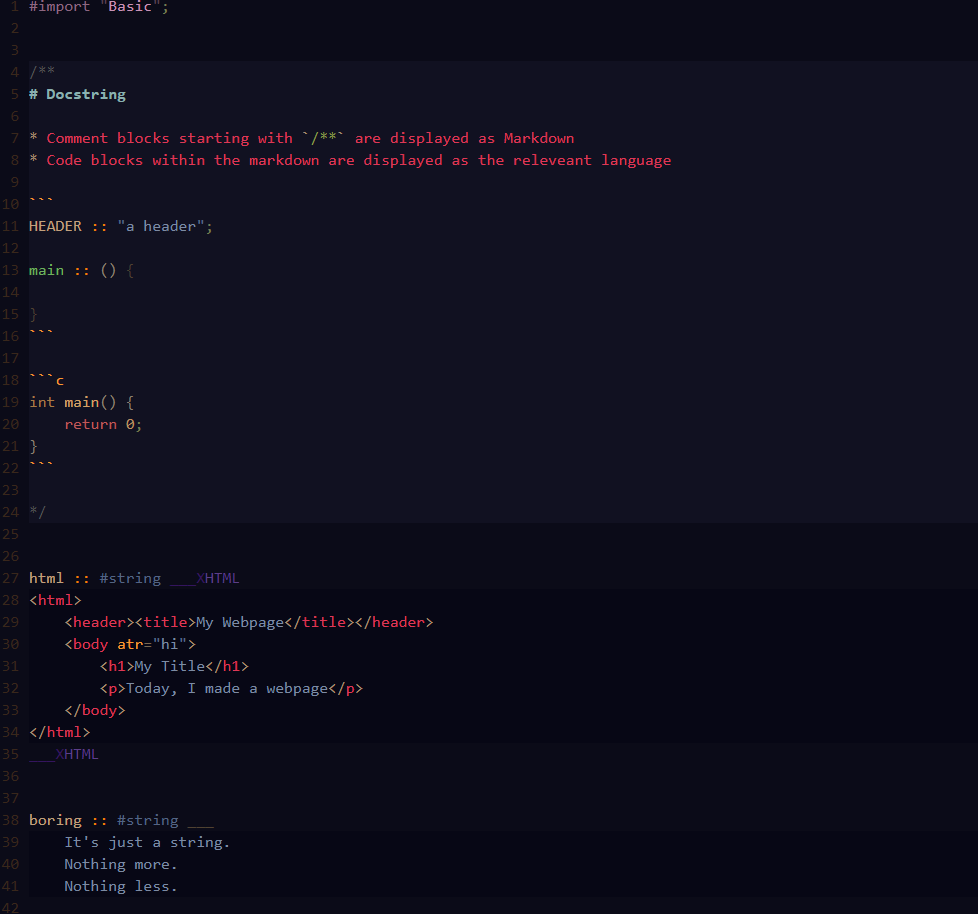 1 #import "Basic";
2
3
4 /**
5 # Docstring
6
7 * Comment blocks starting with `/**` are displayed as Markdown
8 * Code blocks within the markdown are displayed as the releveant language
9
10 ```
11 HEADER :: "a header";
12
13 main :: () {
14
15 }
16 ```
17
18 ```c
19 int main() {
20     return 0;
21 }
22 ```
23
24 */
25
26
27 html :: #string ___XHTML
28 <html>
29     <header><title>My Webpage</title></header>
30     <body atr="hi">
31         <h1>My Title</h1>
32         <p>Today, I made a webpage</p>
33     </body>
34 </html>
35 ___XHTML
36
37
38 boring :: #string ___
39     It's just a string.
40     Nothing more.
41     Nothing less.
42